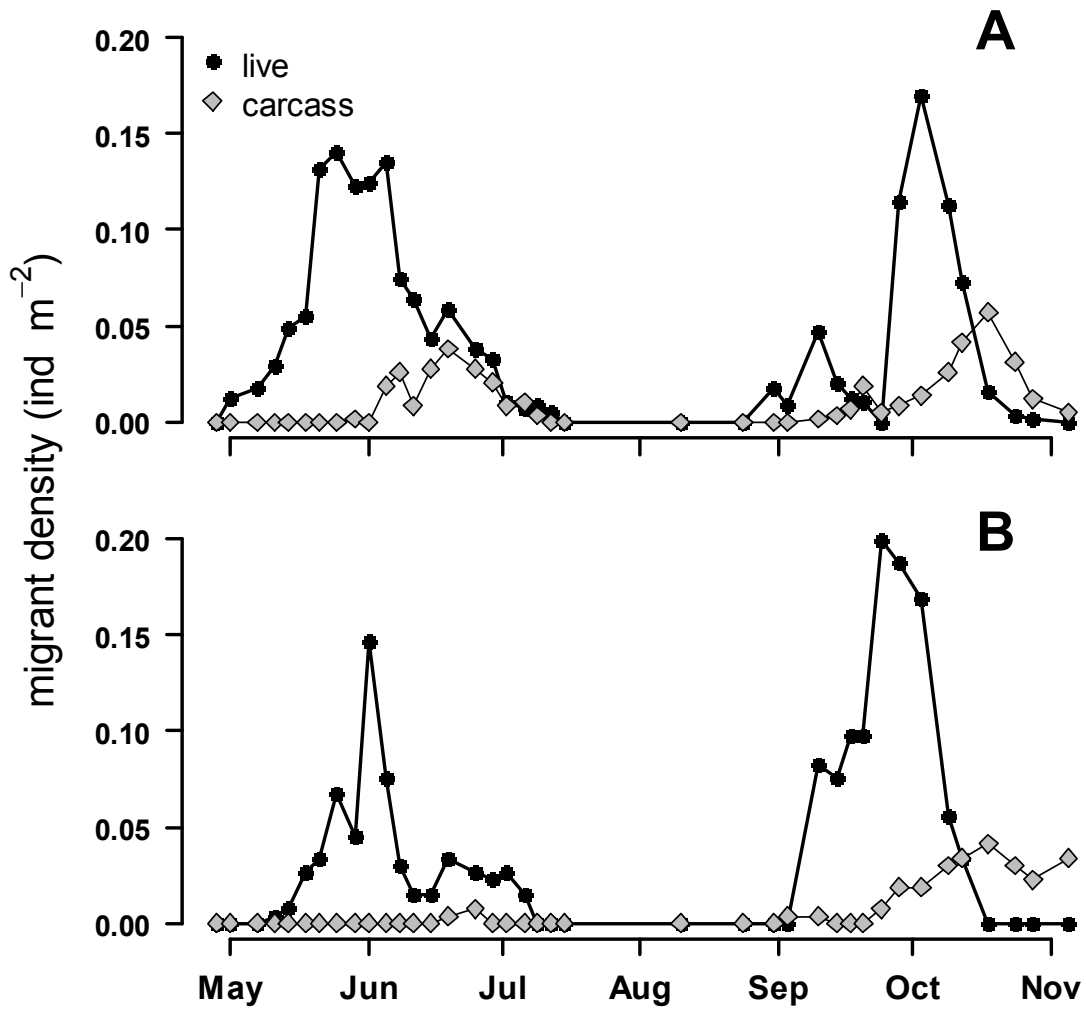 A
0.20
live
carcass
0.15
0.10
0.05
0.00
migrant density (ind m⁻²)
B
0.20
0.15
0.10
0.05
0.00
May Jun Jul Aug Sep Oct Nov